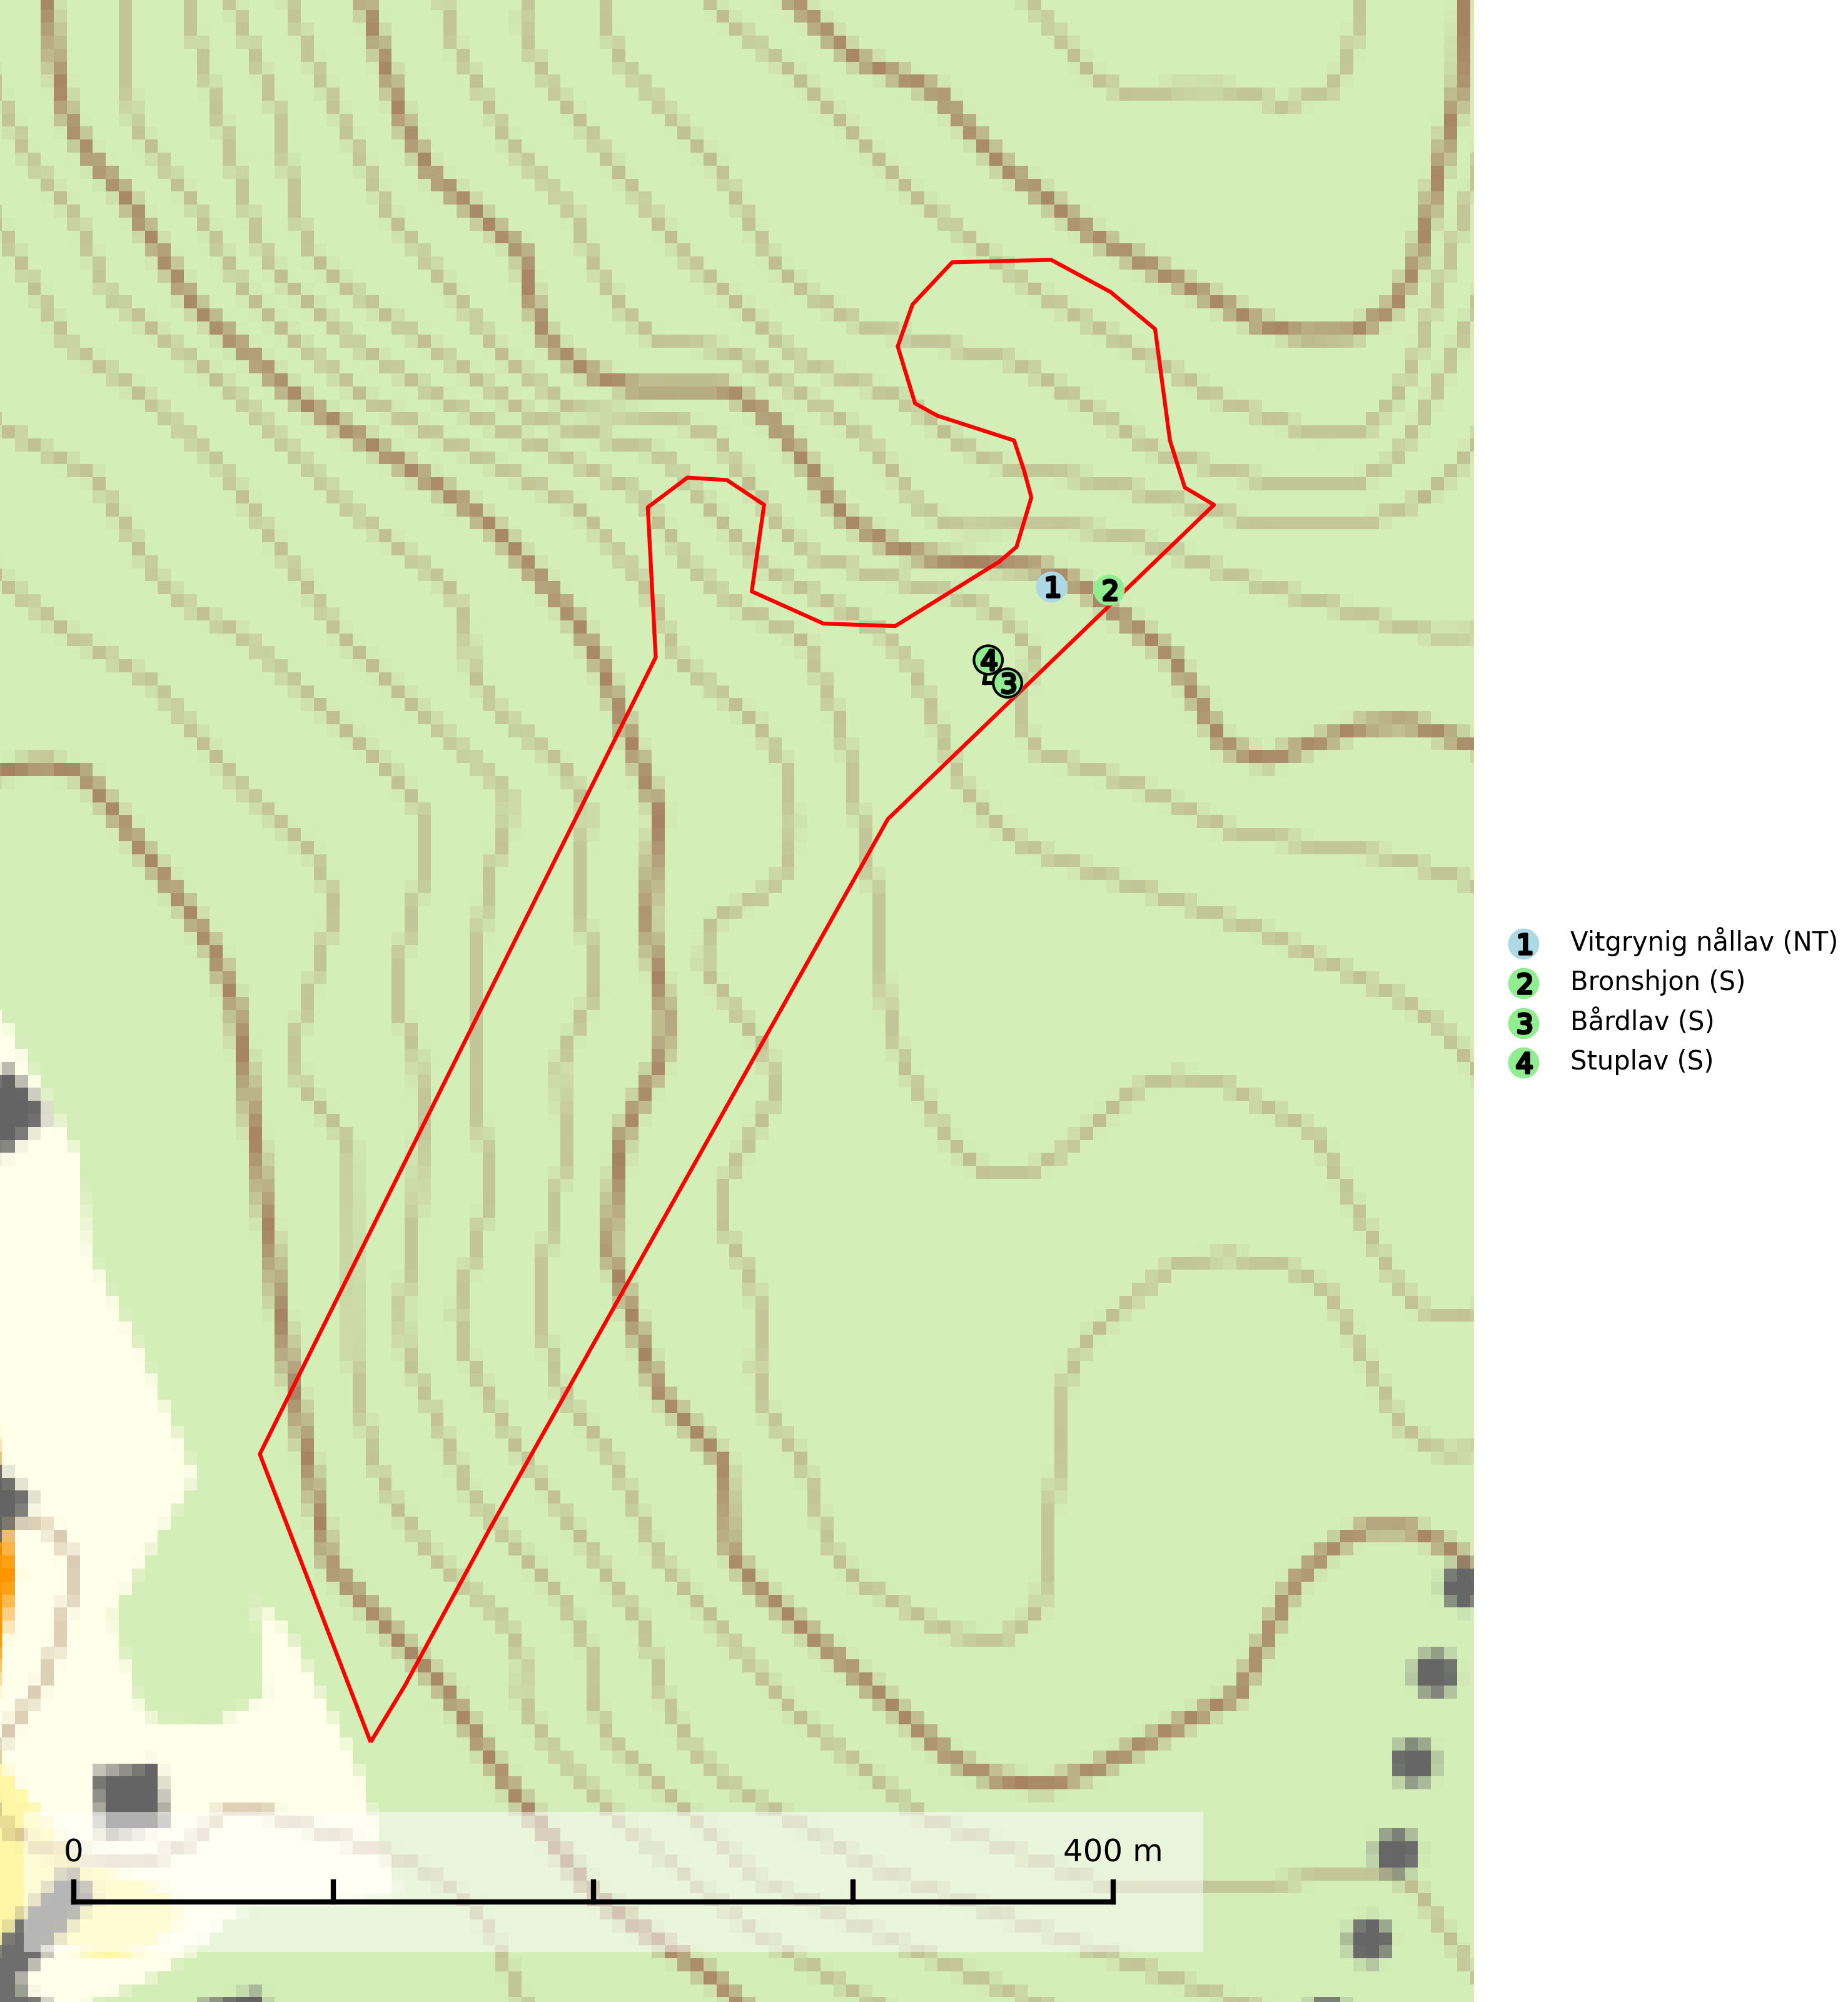 1
2
4
3
1 Vitgrynig nållav (NT)
2 Bronshjon (S)
3 Bårdlav (S)
4 Stuplav (S)
0 400 m